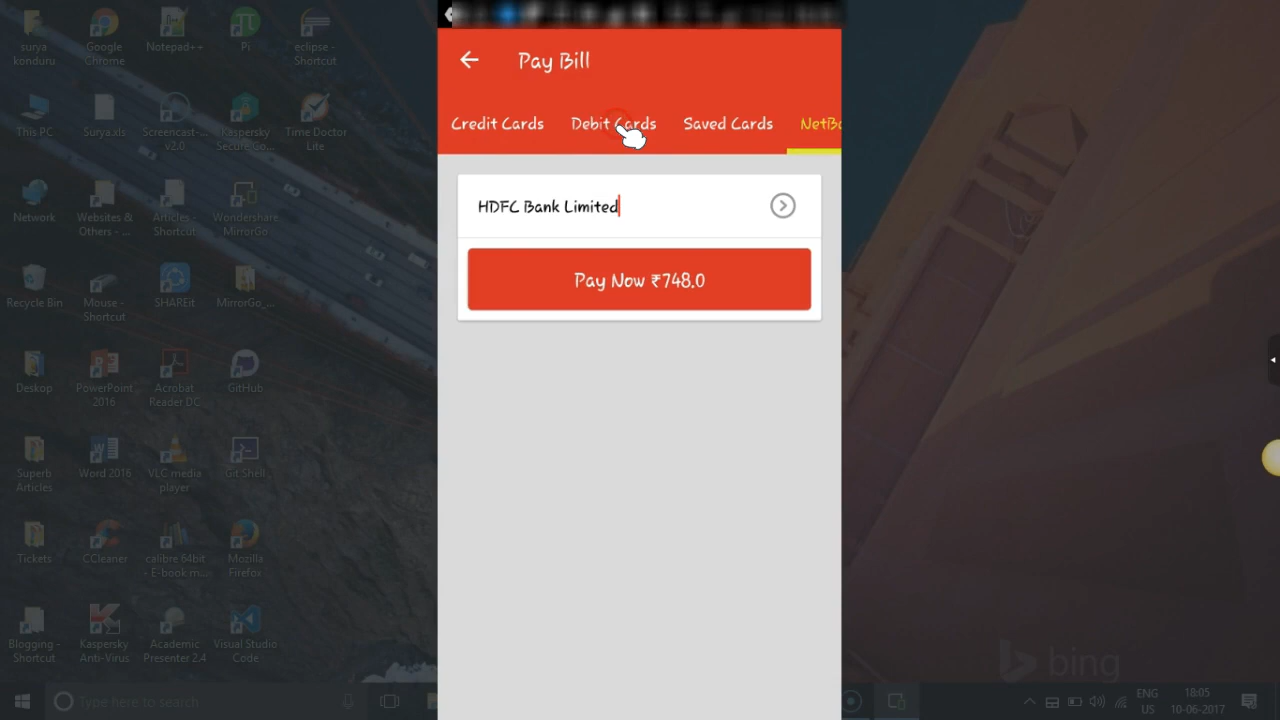 surya
konduru
Google
Chrome
Notepad++
Pi
eclipse -
Shortcut
This PC
Surya.xls
Screencast-...
v2.0
Kaspersky
Secure Co...
Time Doctor
Lite
Network
Websites &
Others - ...
Articles -
Shortcut
Wondershare
MirrorGo
Recycle Bin
Mouse -
Shortcut
SHAREit
MirrorGo_...
Deskop
PowerPoint
2016
Acrobat
Reader DC
GitHub
Superb
Articles
Word 2016
VLC media
player
Git Shell
Tickets
CCleaner
calibre 64bit
- E-book m...
Mozilla
Firefox
Blogging -
Shortcut
Kaspersky
Anti-Virus
Academic
Presenter 2.4
Visual Studio
Code
Pay Bill
Credit Cards
Debit Cards
Saved Cards
NetBa
HDFC Bank Limited
Pay Now ₹748.0
bing
Type here to search
ENG
US
18:05
10-06-2017